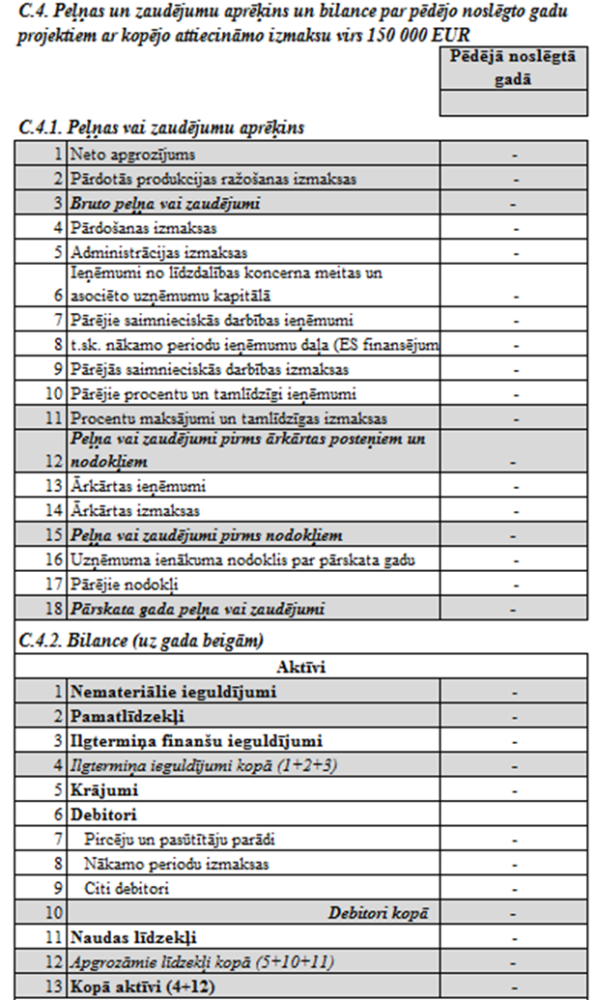 C.4. Peļņas un zaudējumu aprēķins un bilance par pēdējo noslēgto gadu
projektiem ar kopējo attiecināmo izmaksu virs 150 000 EUR
Pēdējā noslēgtā
gadā
C.4.1. Peļņas vai zaudējumu aprēķins
1 Neto apgrozījums -
2 Pārdotās produkcijas ražošanas izmaksas -
3 Bruto peļņa vai zaudējumi -
4 Pārdošanas izmaksas -
5 Administrācijas izmaksas -
Ieņēmumi no līdzdalības koncerna meitas un
6 asociēto uzņēmumu kapitālā -
7 Pārējie saimnieciskās darbības ieņēmumi -
8 t.sk. nākamo periodu ieņēmumu daļa (ES finansējum -
9 Pārējās saimnieciskās darbības izmaksas -
10 Pārējie procentu un tamlīdzīgi ieņēmumi -
11 Procentu maksājumi un tamlīdzīgas izmaksas -
Peļņa vai zaudējumi pirms ārkārtas posteņiem un
12 nodokļiem -
13 Ārkārtas ieņēmumi -
14 Ārkārtas izmaksas -
15 Peļņa vai zaudējumi pirms nodokļiem -
16 Uzņēmuma ienākuma nodoklis par pārskata gadu -
17 Pārējie nodokļi -
18 Pārskata gada peļņa vai zaudējumi -
C.4.2. Bilance (uz gada beigām)
Aktīvi
1 Nemateriālie ieguldījumi -
2 Pamatlīdzekļi -
3 Ilgtermiņa finanšu ieguldījumi -
4 Ilgtermiņa ieguldījumi kopā (1+2+3) -
5 Krājumi -
6 Debitori
7 Pircēju un pasūtītāju parādi -
8 Nākamo periodu izmaksas -
9 Citi debitori -
10 Debitori kopā -
11 Naudas līdzekļi -
12 Apgrozāmie līdzekļi kopā (5+10+11) -
13 Kopā aktīvi (4+12) -